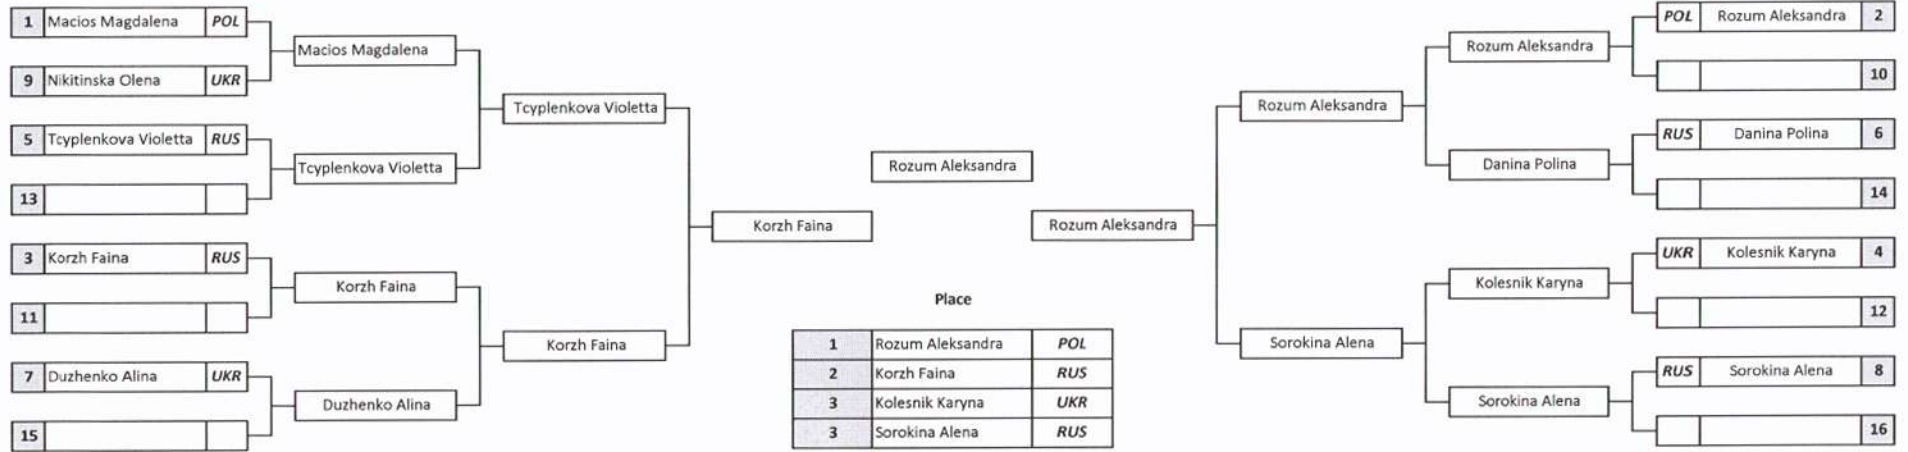 1 Macios Magdalena POL
9 Nikitinska Olena UKR
5 Tcyplenkova Violetta RUS
13
3 Korzh Faina RUS
11
7 Duzhenko Alina UKR
15
Macios Magdalena
Tcyplenkova Violetta
Korzh Faina
Duzhenko Alina
Tcyplenkova Violetta
Korzh Faina
Korzh Faina
Rozum Aleksandra
Rozum Aleksandra
Place
1 Rozum Aleksandra POL
2 Korzh Faina RUS
3 Kolesnik Karyna UKR
3 Sorokina Alena RUS
Rozum Aleksandra
Sorokina Alena
Rozum Aleksandra
Danina Polina
Kolesnik Karyna
Sorokina Alena
POL Rozum Aleksandra 2
10
RUS Danina Polina 6
14
UKR Kolesnik Karyna 4
12
RUS Sorokina Alena 8
16